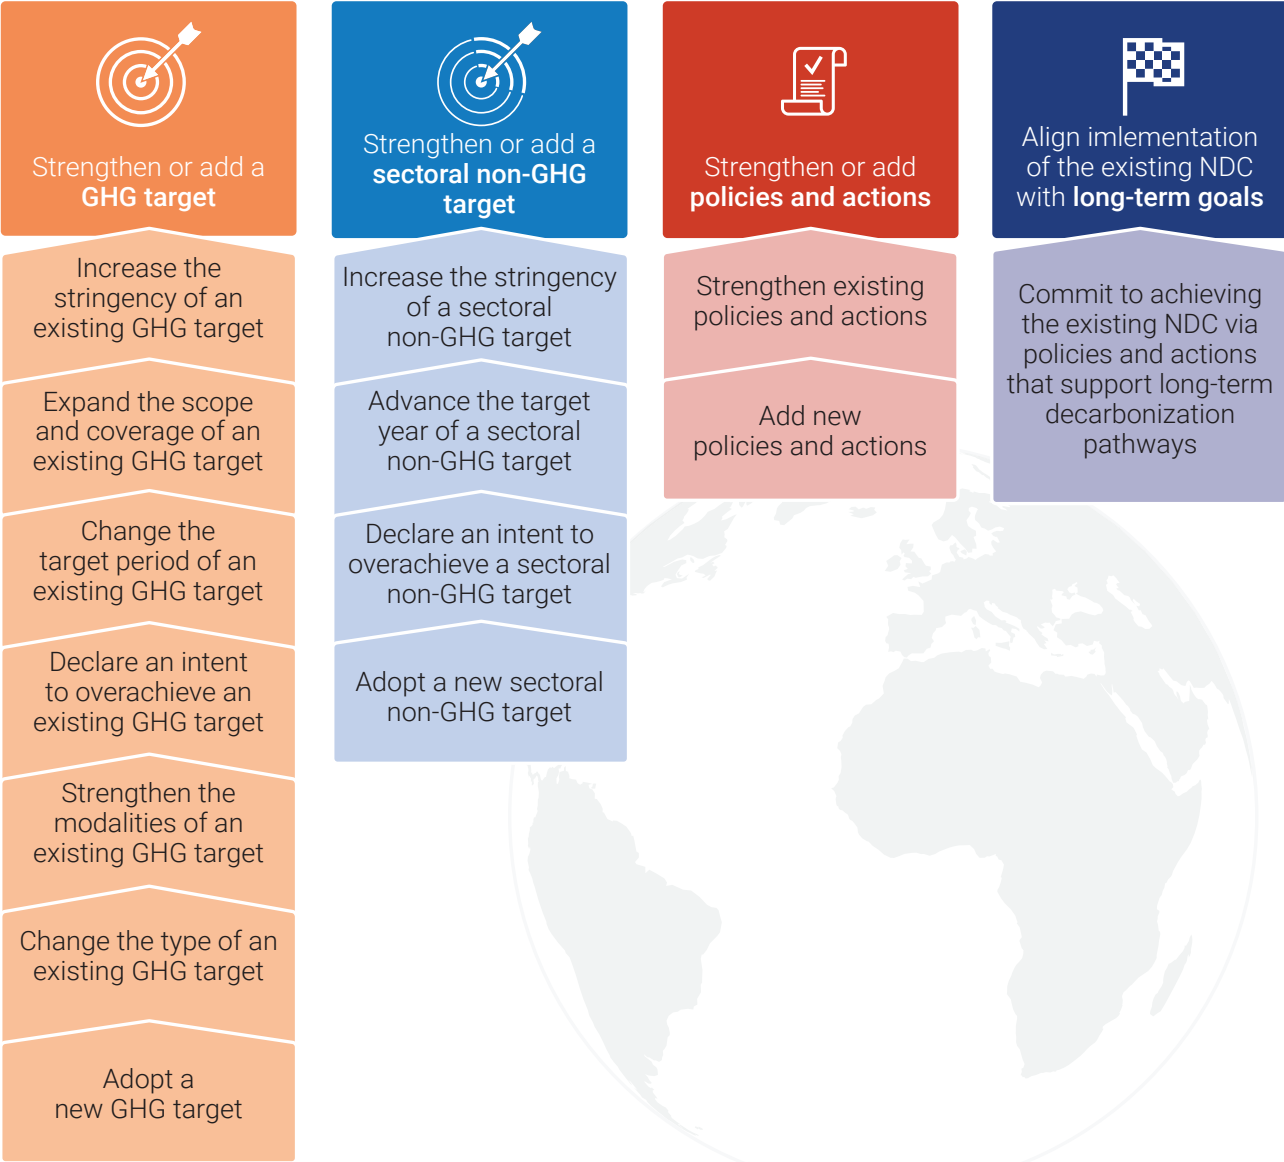 Strengthen or add a
GHG target
Increase the
stringency of an
existing GHG target
Expand the scope
and coverage of an
existing GHG target
Change the
target period of an
existing GHG target
Declare an intent
to overachieve an
existing GHG target
Strengthen the
modalities of an
existing GHG target
Change the type of an
existing GHG target
Adopt a
new GHG target
Strengthen or add a
sectoral non-GHG
target
Increase the stringency
of a sectoral
non-GHG target
Advance the target
year of a sectoral
non-GHG target
Declare an intent to
overachieve a sectoral
non-GHG target
Adopt a new sectoral
non-GHG target
Strengthen or add
policies and actions
Strengthen existing
policies and actions
Add new
policies and actions
Align imlementation
of the existing NDC
with long-term goals
Commit to achieving
the existing NDC via
policies and actions
that support long-term
decarbonization
pathways